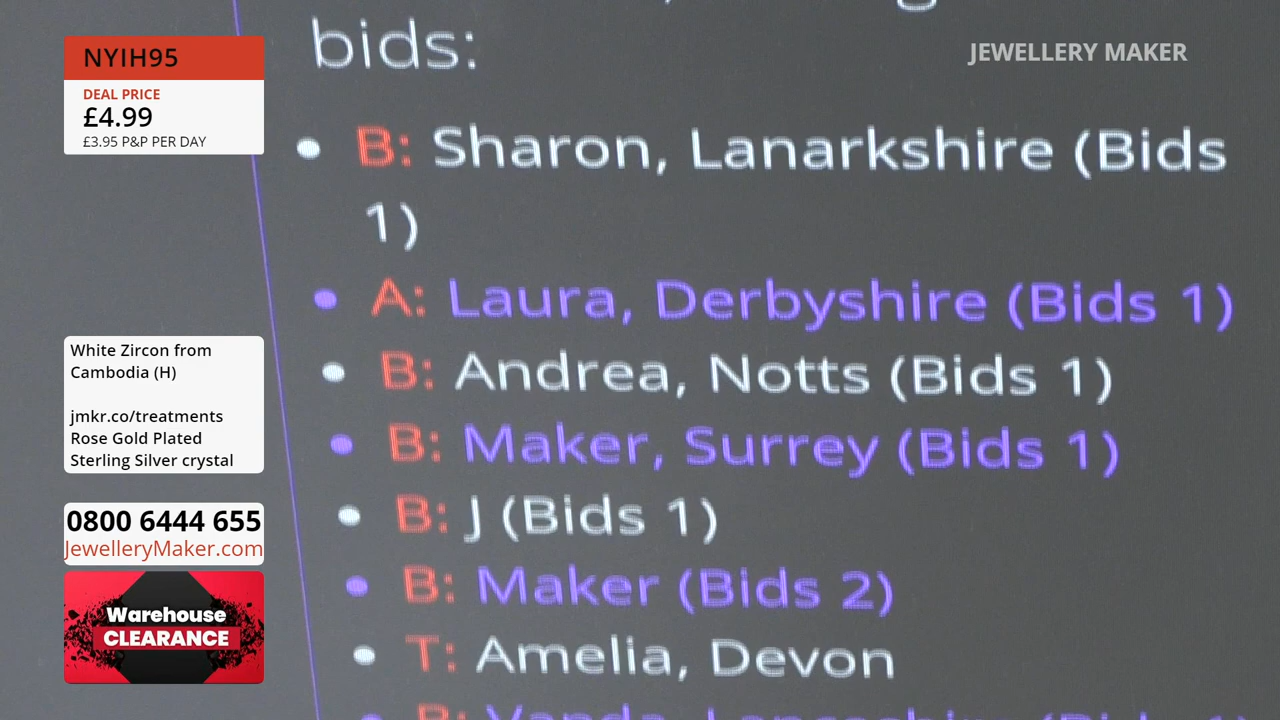 NYIH95
DEAL PRICE
£4.99
£3.95 P&P PER DAY
JEWELLERY MAKER
bids:
B: Sharon, Lanarkshire (Bids
1)
A: Laura, Derbyshire (Bids 1)
B: Andrea, Notts (Bids 1)
B: Maker, Surrey (Bids 1)
B: J (Bids 1)
B: Maker (Bids 2)
T: Amelia, Devon
White Zircon from
Cambodia (H)
jmkr.co/treatments
Rose Gold Plated
Sterling Silver crystal
0800 6444 655
JewelleryMaker.com
Warehouse
CLEARANCE